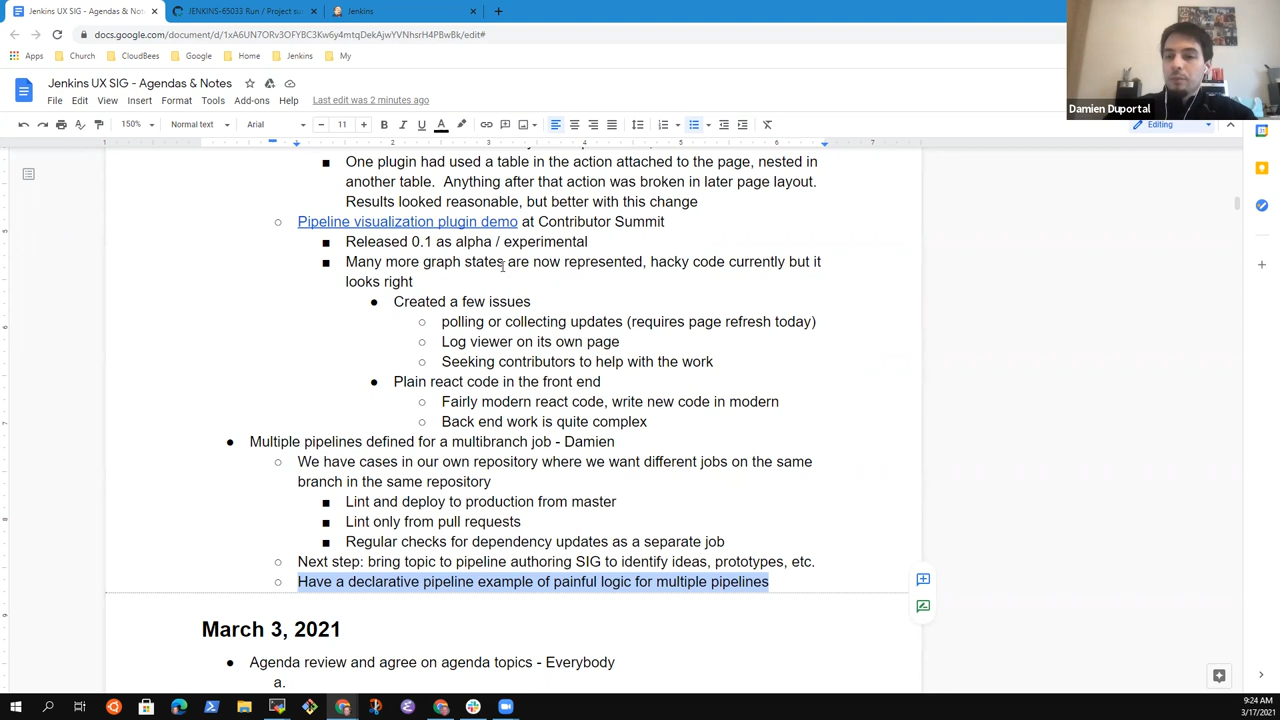 Jenkins UX SIG - Agendas & Not
JENKINS-65033 Run / Project su
Jenkins
docs.google.com/document/d/1xA6UN7ORv3OFYBC3Kw6y4mtqDekAjwYVNhsrH4PBwBk/edit#
Apps
Church
CloudBees
Google
Home
Jenkins
My
Damien Duportal
Jenkins UX SIG - Agendas & Notes
File Edit View Insert Format Tools Add-ons Help Last edit was 2 minutes ago
150% Normal text Arial 11 Editing
1 1 2 3 4 5 6 7
One plugin had used a table in the action attached to the page, nested in
another table. Anything after that action was broken in later page layout.
Results looked reasonable, but better with this change
Pipeline visualization plugin demo at Contributor Summit
Released 0.1 as alpha / experimental
Many more graph states are now represented, hacky code currently but it
looks right
Created a few issues
polling or collecting updates (requires page refresh today)
Log viewer on its own page
Seeking contributors to help with the work
Plain react code in the front end
Fairly modern react code, write new code in modern
Back end work is quite complex
Multiple pipelines defined for a multibranch job - Damien
We have cases in our own repository where we want different jobs on the same
branch in the same repository
Lint and deploy to production from master
Lint only from pull requests
Regular checks for dependency updates as a separate job
Next step: bring topic to pipeline authoring SIG to identify ideas, prototypes, etc.
Have a declarative pipeline example of painful logic for multiple pipelines
March 3, 2021
Agenda review and agree on agenda topics - Everybody
a.
9:24 AM
3/17/2021